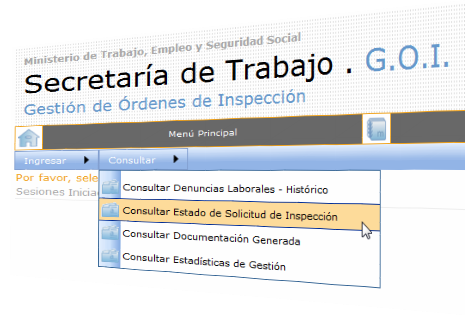 Ministerio de Trabajo, Empleo y Seguridad Social
Secretaría de Trabajo . G.O.I.
Gestión de Órdenes de Inspección
Menú Principal
Ingresar
Consultar
Por favor, sele
Sesiones Inicia
Consultar Denuncias Laborales - Histórico
Consultar Estado de Solicitud de Inspección
Consultar Documentación Generada
Consultar Estadísticas de Gestión